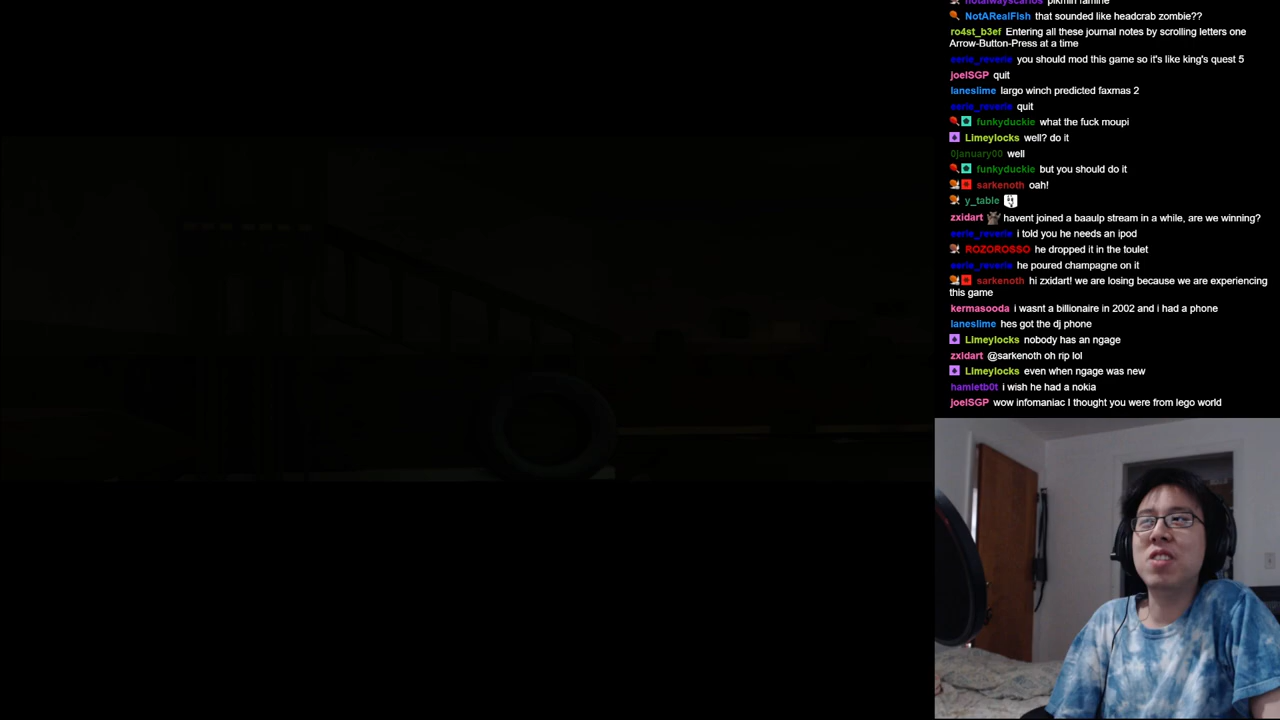 NotARealFish that sounded like headcrab zombie??
ro4st_b3ef Entering all these journal notes by scrolling letters one
Arrow-Button-Press at a time
eerie_reverie you should mod this game so it's like king's quest 5
joelSGP quit
laneslime largo winch predicted faxmas 2
eerie_reverie quit
funkyduckie what the fuck moupi
Limeylocks well? do it
0january00 well
funkyduckie but you should do it
sarkenoth oah!
y_table
zxidart havent joined a baaulp stream in a while, are we winning?
eerie_reverie i told you he needs an ipod
ROZOROSSO he dropped it in the toulet
eerie_reverie he poured champagne on it
sarkenoth hi zxidart! we are losing because we are experiencing
this game
kermasooda i wasnt a billionaire in 2002 and i had a phone
laneslime hes got the dj phone
Limeylocks nobody has an ngage
zxidart @sarkenoth oh rip lol
Limeylocks even when ngage was new
hamletb0t i wish he had a nokia
joelSGP wow infomaniac I thought you were from lego world